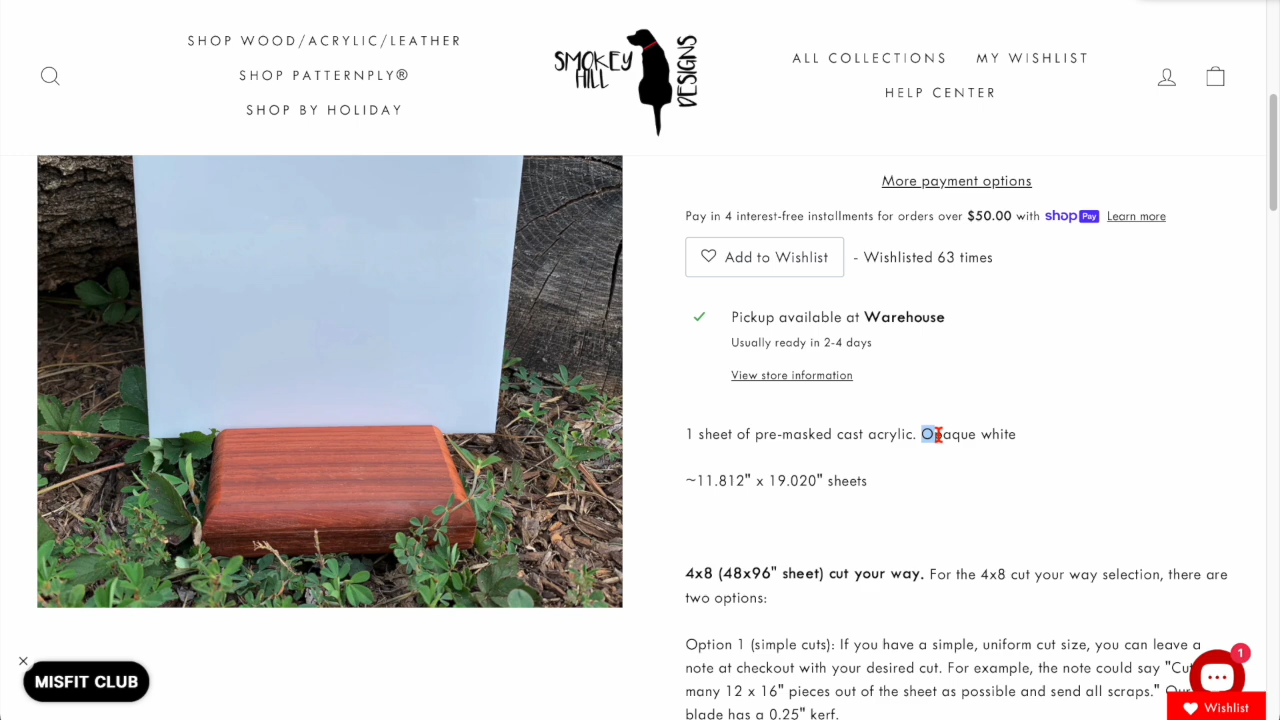 SHOP WOOD/ACRYLIC/LEATHER
SHOP PATTERNPLY®
SHOP BY HOLIDAY
SMOKEY
HILL
DESIGNS
ALL COLLECTIONS MY WISHLIST
HELP CENTER
More payment options
Pay in 4 interest-free installments for orders over $50.00 with shop Pay Learn more
Add to Wishlist - Wishlisted 63 times
Pickup available at Warehouse
Usually ready in 2-4 days
View store information
1 sheet of pre-masked cast acrylic. Opaque white
~11.812" x 19.020" sheets
4x8 (48x96" sheet) cut your way. For the 4x8 cut your way selection, there are
two options:
Option 1 (simple cuts): If you have a simple, uniform cut size, you can leave a
note at checkout with your desired cut. For example, the note could say "Cut
many 12 x 16" pieces out of the sheet as possible and send all scraps." Our
blade has a 0.25" kerf.
MISFIT CLUB
1
Wishlist